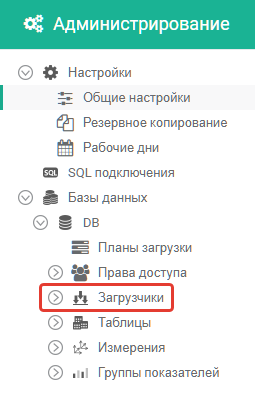 Администрирование
Настройки
Общие настройки
Резервное копирование
Рабочие дни
SQL SQL подключения
Базы данных
DB
Планы загрузки
Права доступа
Загрузчики
Таблицы
Измерения
Группы показателей